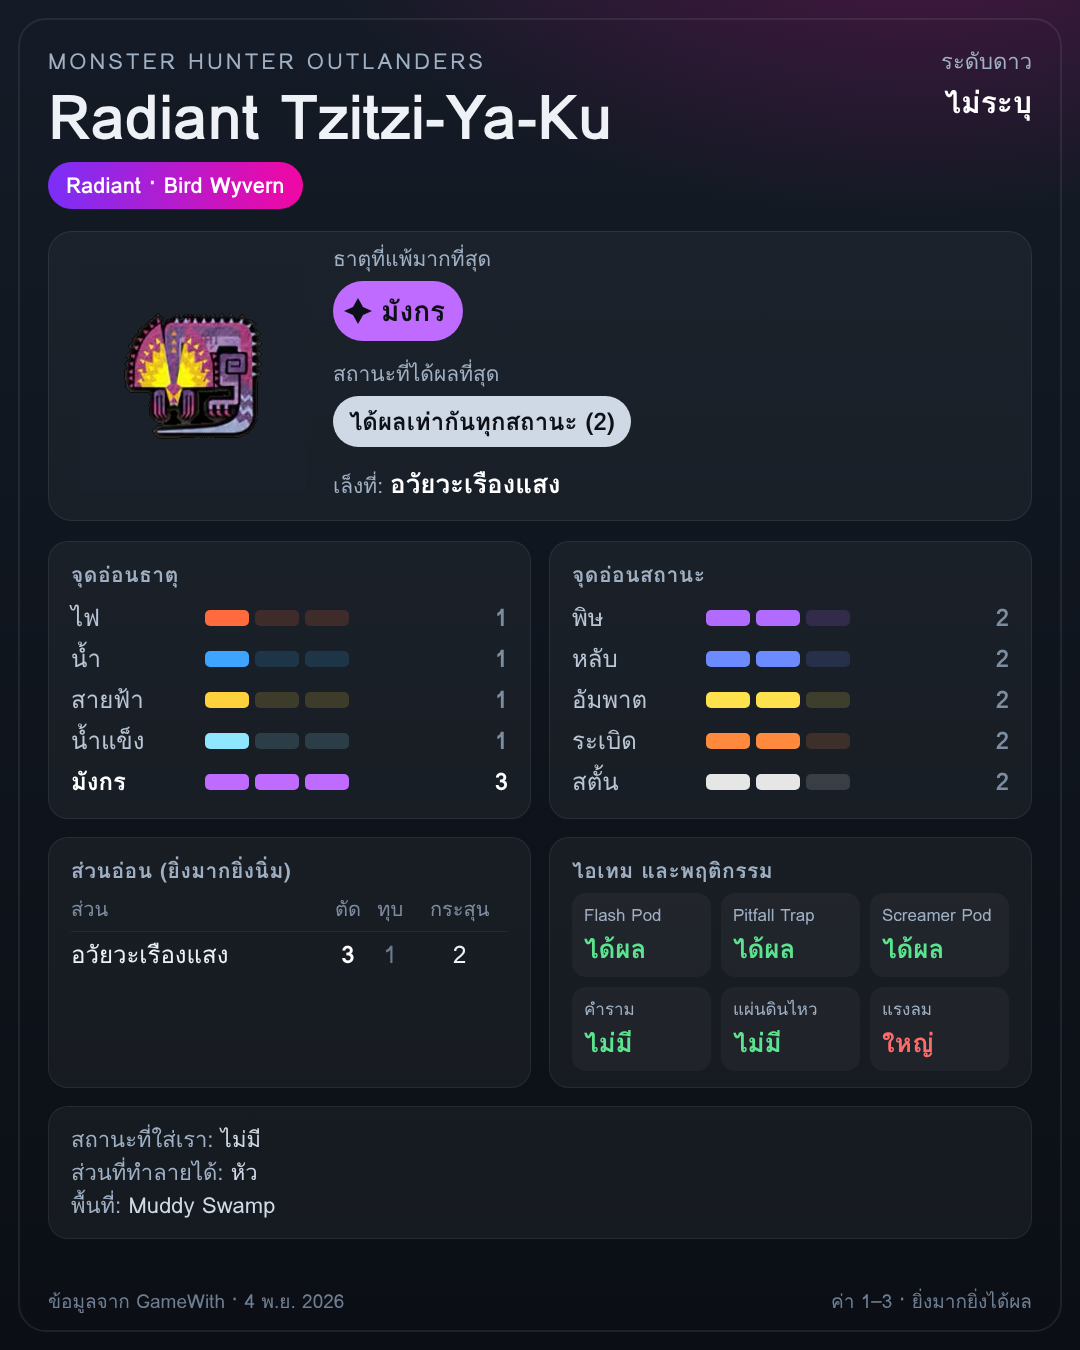 MONSTER HUNTER OUTLANDERS
ระดับดาว
Radiant Tzitzi-Ya-Ku
ไม่ระบุ
Radiant · Bird Wyvern
ธาตุที่แพ้มากที่สุด
มังกร
สถานะที่ได้ผลที่สุด
ได้ผลเท่ากันทุกสถานะ (2)
เล็งที่: อวัยวะเรืองแสง
จุดอ่อนธาตุ
ไฟ 1
น้ำ 1
สายฟ้า 1
น้ำแข็ง 1
มังกร 3
จุดอ่อนสถานะ
พิษ 2
หลับ 2
อัมพาต 2
ระเบิด 2
สตั้น 2
ส่วนอ่อน (ยิ่งมากยิ่งนิ่ม)
ส่วน ตัด ทุบ กระสุน
อวัยวะเรืองแสง 3 1 2
ไอเทม และพฤติกรรม
Flash Pod
ได้ผล
Pitfall Trap
ได้ผล
Screamer Pod
ได้ผล
คำราม
ไม่มี
แผ่นดินไหว
ไม่มี
แรงลม
ใหญ่
สถานะที่ใส่เรา: ไม่มี
ส่วนที่ทำลายได้: หัว
พื้นที่: Muddy Swamp
ข้อมูลจาก GameWith · 4 พ.ย. 2026
ค่า 1–3 · ยิ่งมากยิ่งได้ผล